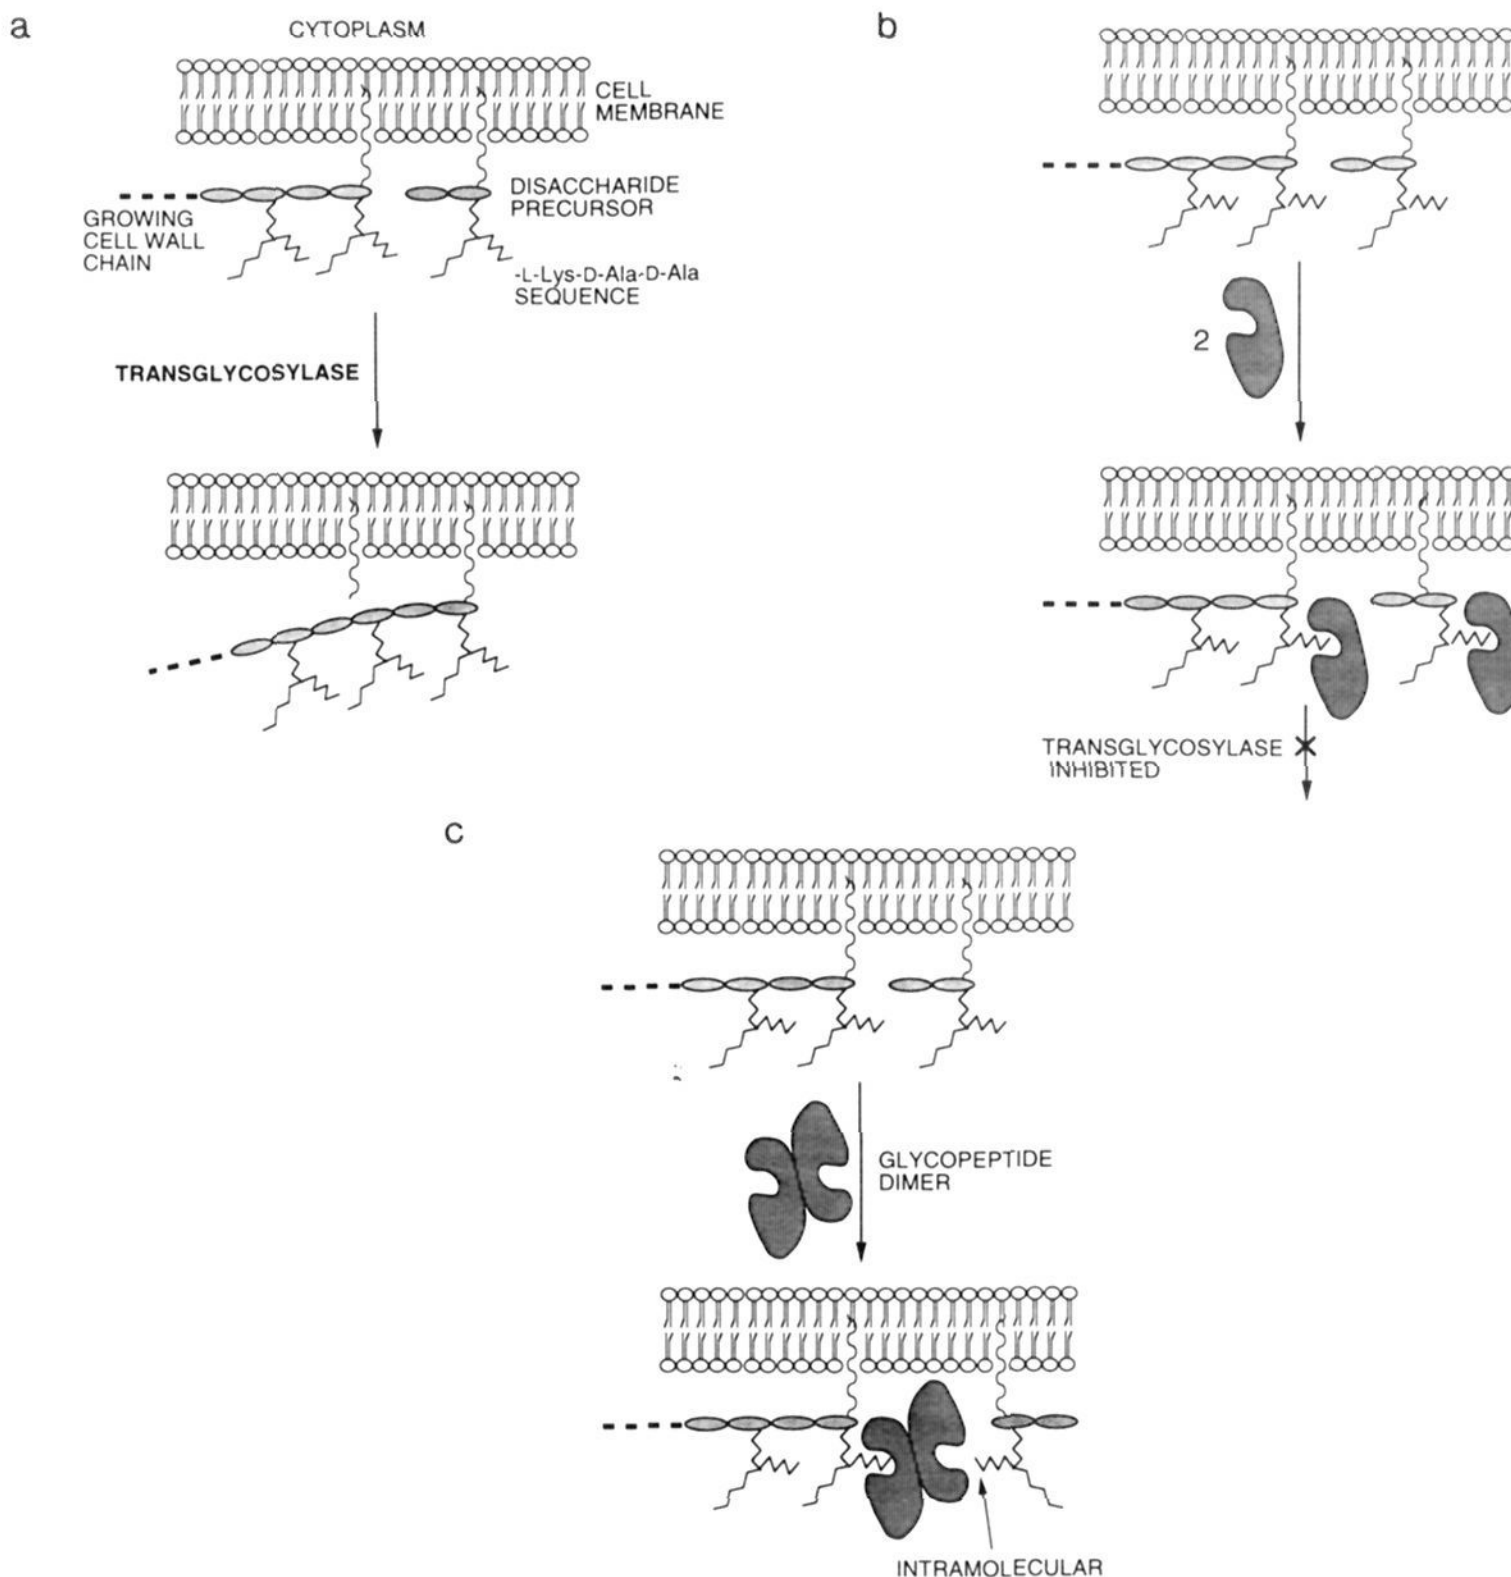 a
CYTOPLASM
CELL
MEMBRANE
DISACCHARIDE
PRECURSOR
GROWING
CELL WALL
CHAIN
-L-Lys-D-Ala-D-Ala
SEQUENCE
TRANSGLYCOSYLASE
b
2
TRANSGLYCOSYLASE
INHIBITED
c
GLYCOPEPTIDE
DIMER
INTRAMOLECULAR